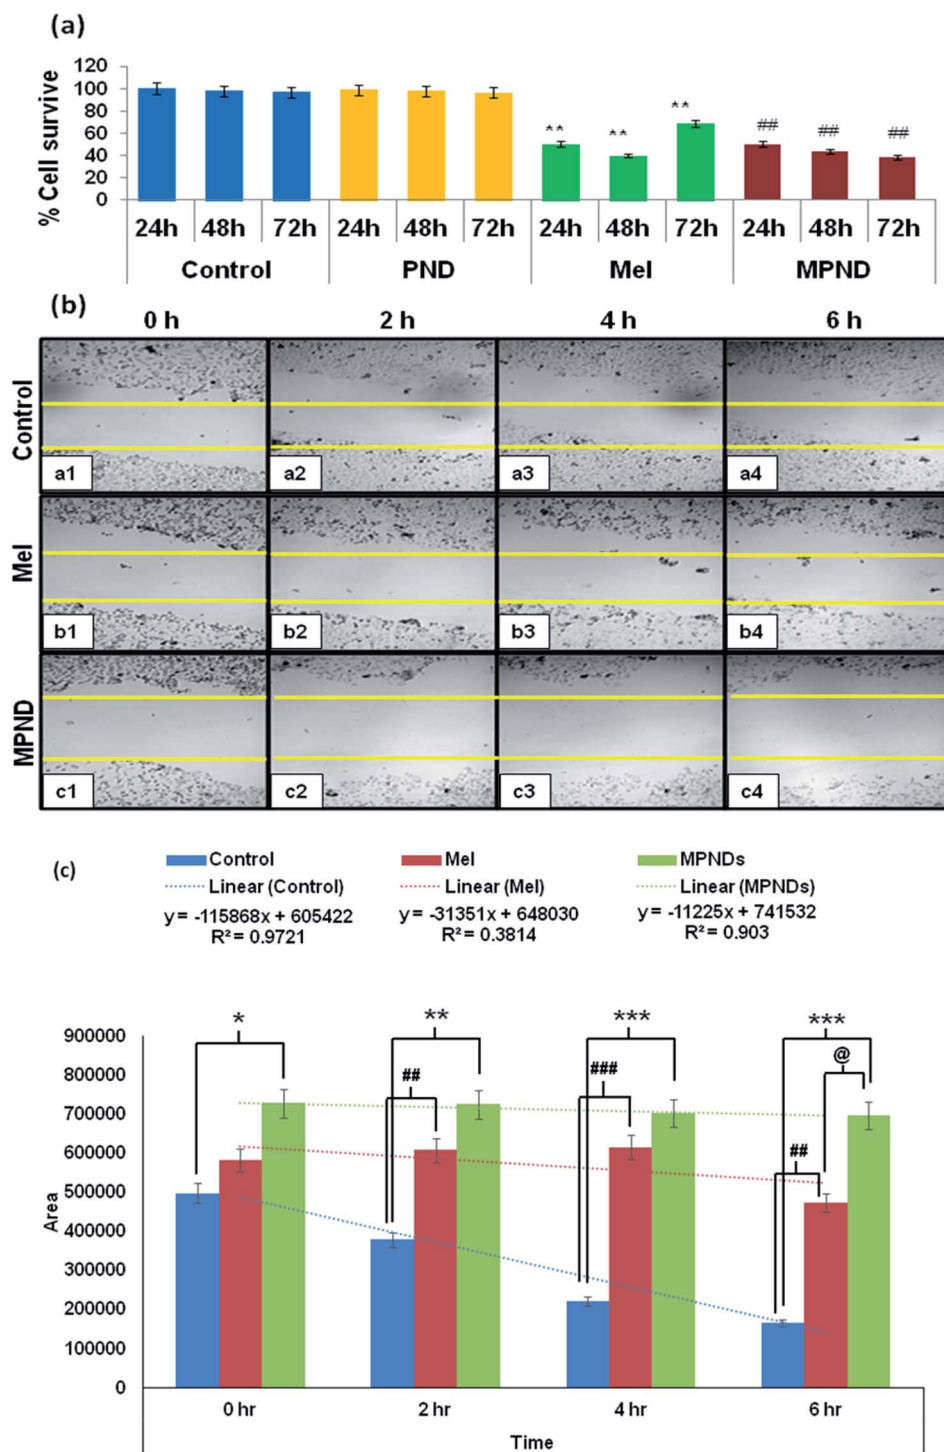 (a)
120
100
80
60
40
20
0
% Cell survive
** ** ** ## ## ##
24h 48h 72h 24h 48h 72h 24h 48h 72h 24h 48h 72h
Control PND Mel MPND
(b)
0 h 2 h 4 h 6 h
Control
a1 a2 a3 a4
Mel
b1 b2 b3 b4
MPND
c1 c2 c3 c4
(c)
Control Mel MPNDs
Linear (Control) Linear (Mel) Linear (MPNDs)
y = -115868x + 605422 y = -31351x + 648030 y = -11225x + 741532
R² = 0.9721 R² = 0.3814 R² = 0.903
* ** *** ***
## ### ## @
900000
800000
700000
600000
500000
400000
300000
200000
100000
0
Area
0 hr 2 hr 4 hr 6 hr
Time